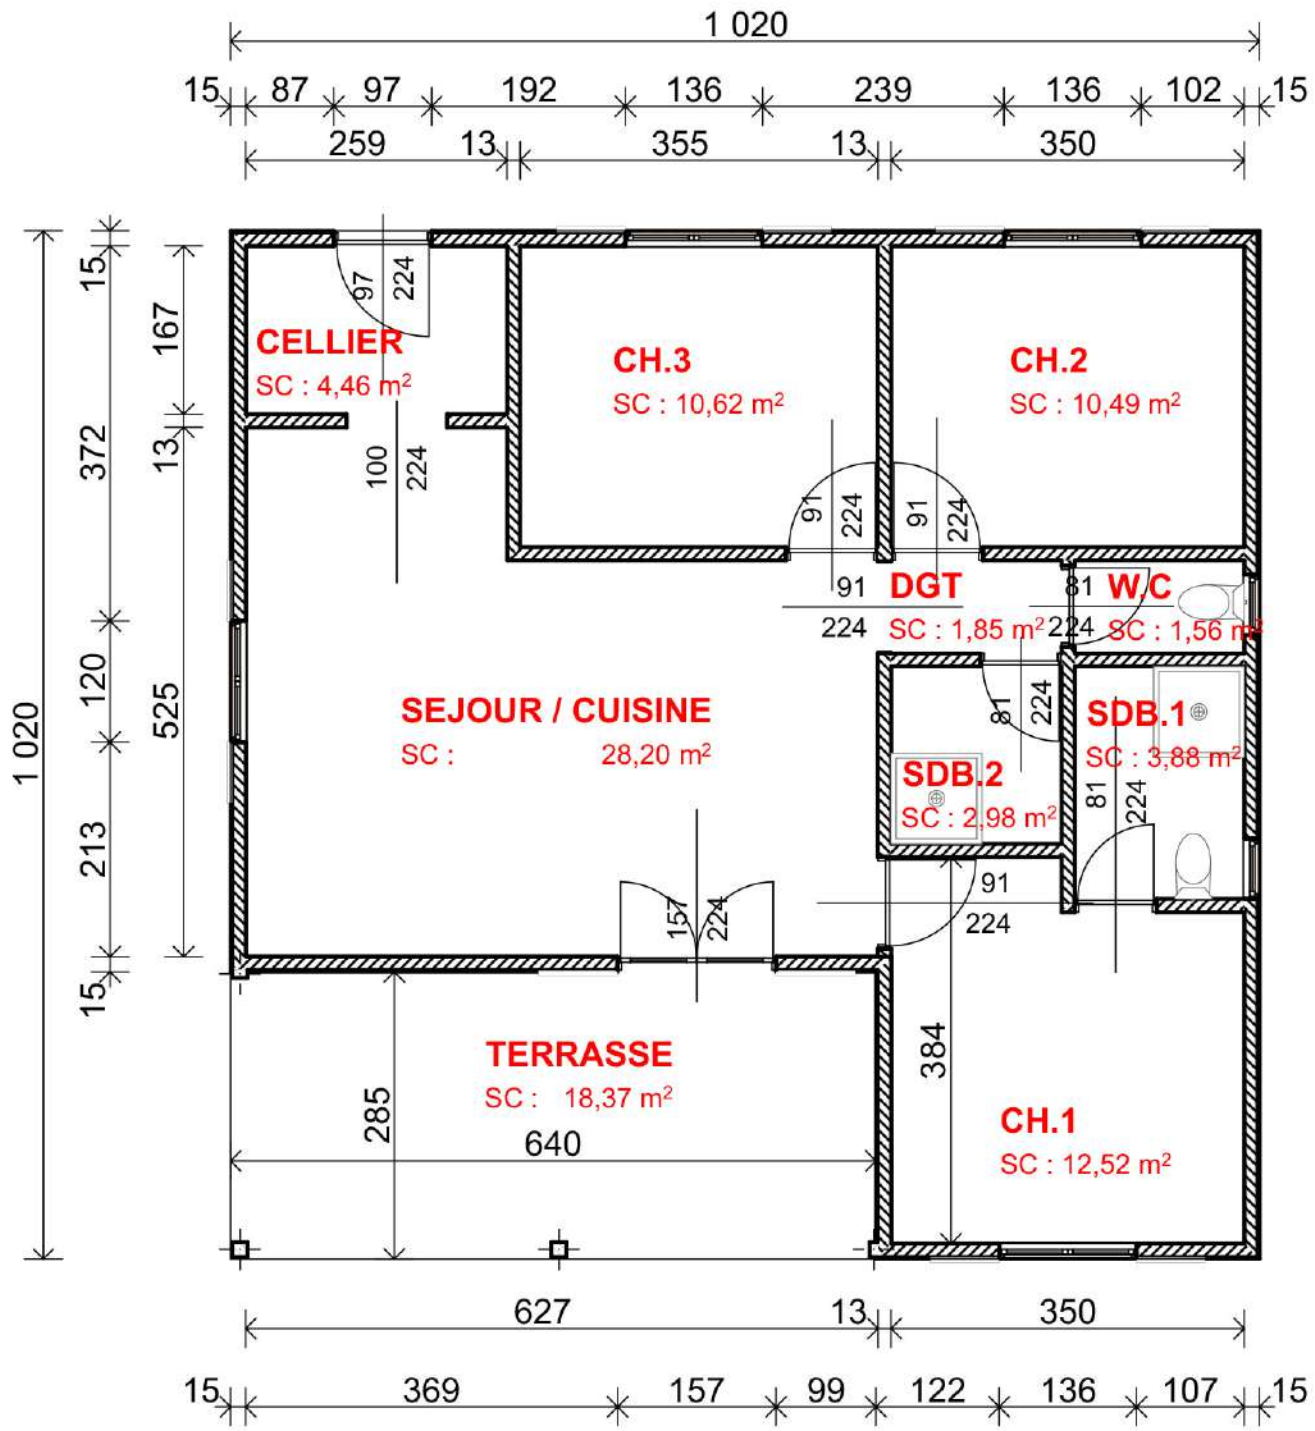 1 020
15 87 97 192 136 239 136 102 15
259 13 355 13 350
15
372
120
213
15
1 020
167
13
525
97
224
CELLIER
SC : 4,46 m²
CH.3
SC : 10,62 m²
CH.2
SC : 10,49 m²
100
224
91
224
91
224
91
224
DGT
SC : 1,85 m²
81
224
W.C
SC : 1,56 m²
SEJOUR / CUISINE
SC : 28,20 m²
81
224
SDB.1
SC : 3,88 m²
SDB.2
SC : 2,98 m²
81
224
157
224
91
224
TERRASSE
SC : 18,37 m²
285
640
384
CH.1
SC : 12,52 m²
627 13 350
15 369 157 99 122 136 107 15